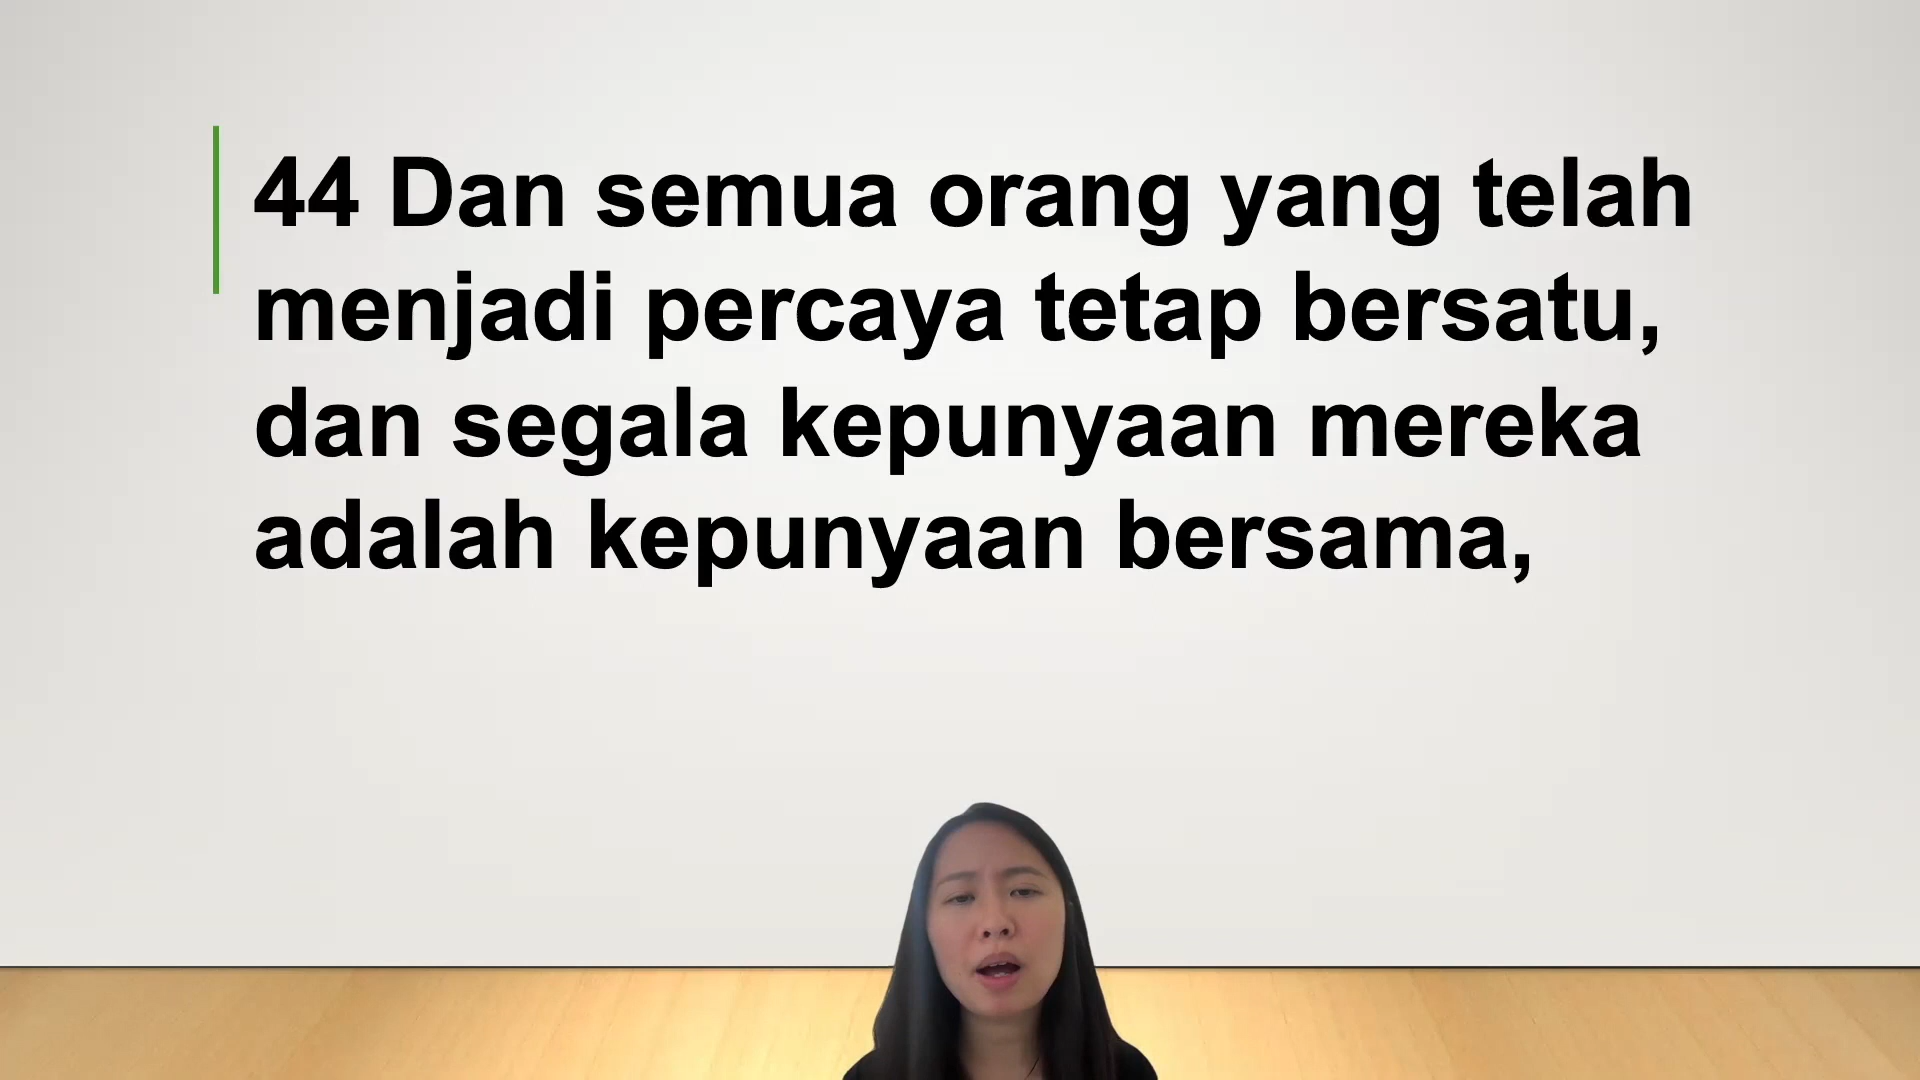 44 Dan semua orang yang telah
menjadi percaya tetap bersatu,
dan segala kepunyaan mereka
adalah kepunyaan bersama,